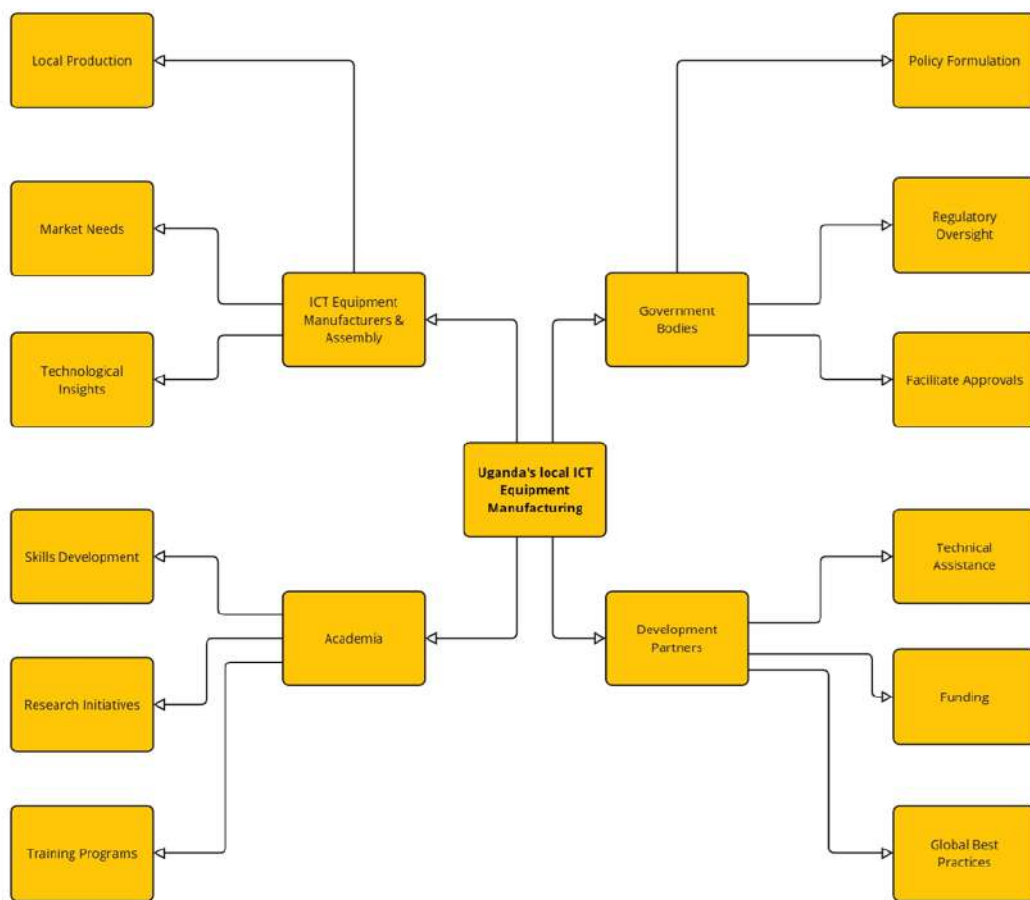 Local Production
Policy Formulation
Market Needs
Regulatory
Oversight
ICT Equipment
Manufacturers &
Assembly
Government
Bodies
Technological
Insights
Facilitate Approvals
Uganda's local ICT
Equipment
Manufacturing
Skills Development
Technical
Assistance
Academia
Development
Partners
Research Initiatives
Funding
Training Programs
Global Best
Practices